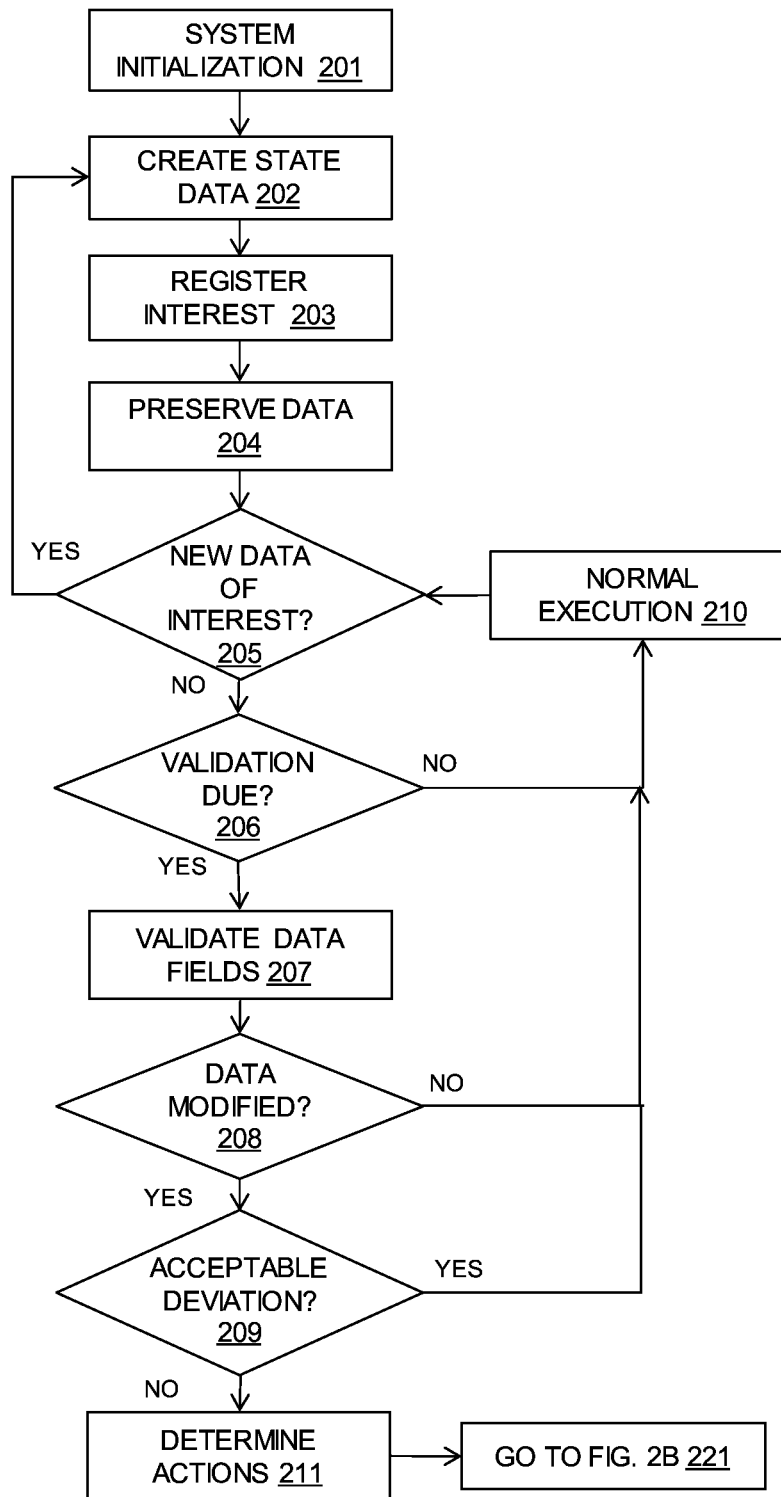 SYSTEM
INITIALIZATION 201
CREATE STATE
DATA 202
REGISTER
INTEREST 203
PRESERVE DATA
204
YES
NEW DATA
OF
INTEREST?
205
NORMAL
EXECUTION 210
NO
VALIDATION
DUE?
206
NO
YES
VALIDATE DATA
FIELDS 207
DATA
MODIFIED?
208
NO
YES
ACCEPTABLE
DEVIATION?
209
YES
NO
DETERMINE
ACTIONS 211
GO TO FIG. 2B 221